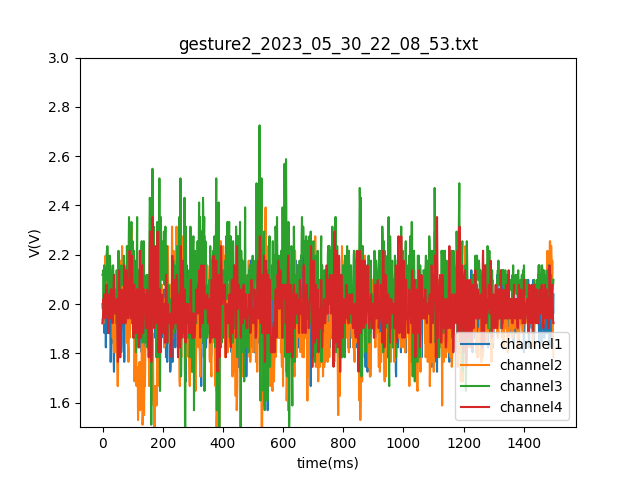 gesture2_2023_05_30_22_08_53.txt
3.0
2.8
2.6
2.4
2.2
2.0
1.8
1.6
V(V)
0 200 400 600 800 1000 1200 1400
time(ms)
channel1
channel2
channel3
channel4